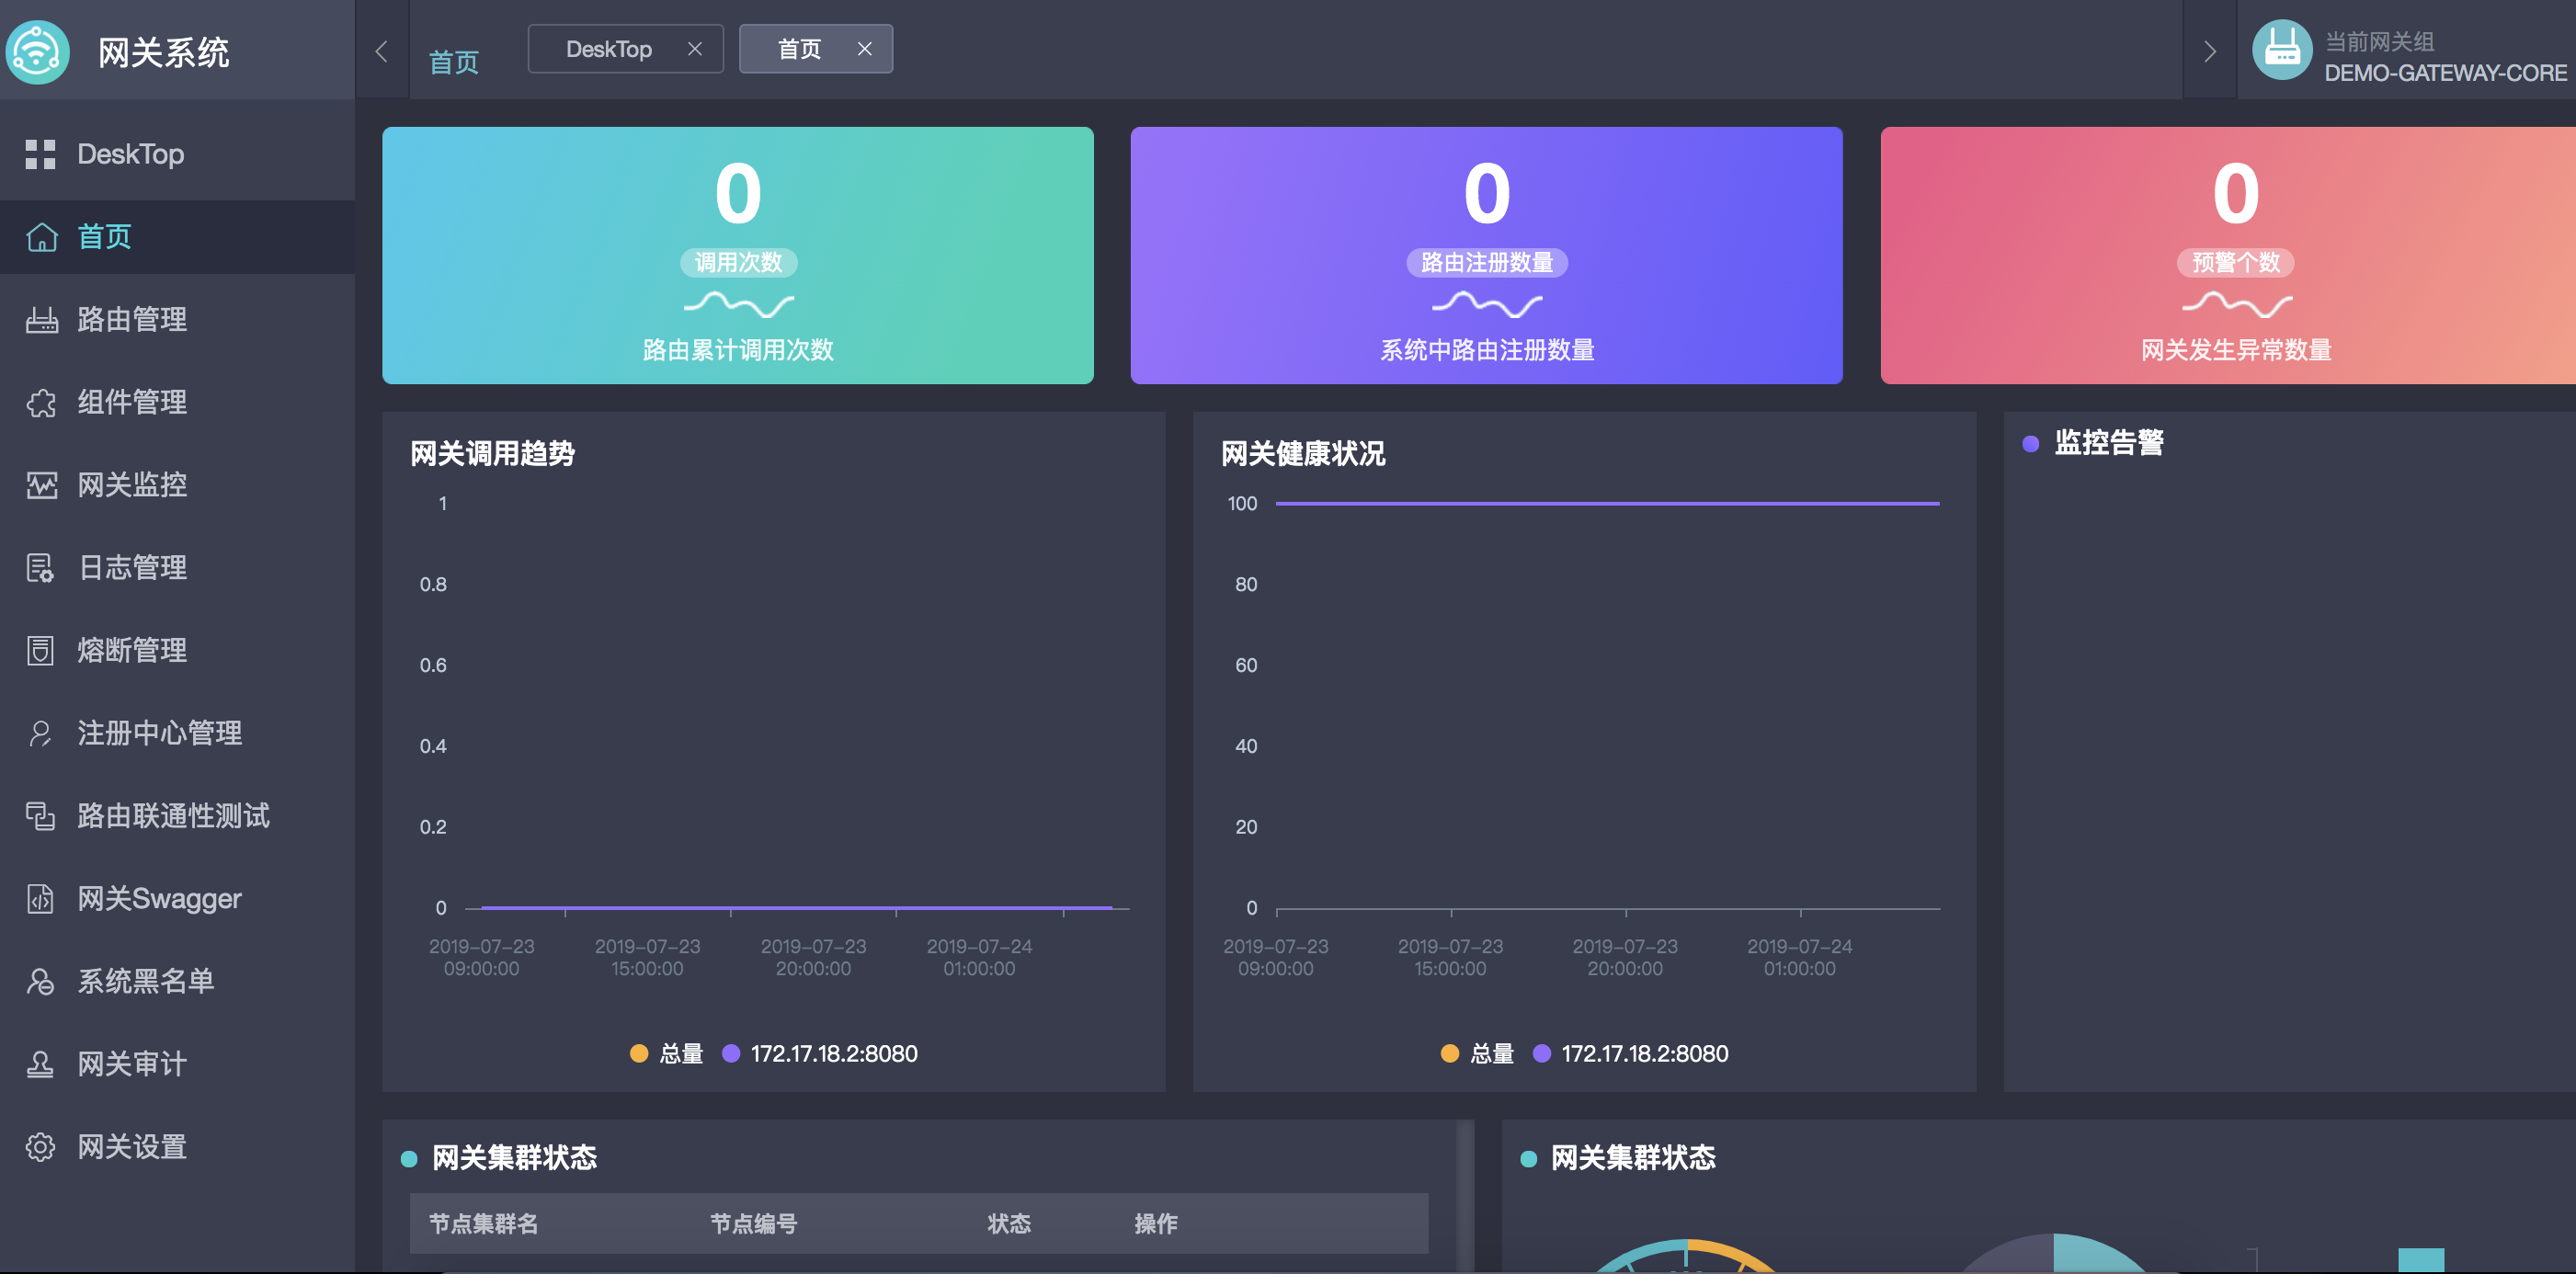 网关系统
首页
DeskTop
首页
当前网关组
DEMO-GATEWAY-CORE
DeskTop
首页
路由管理
组件管理
网关监控
日志管理
熔断管理
注册中心管理
路由联通性测试
网关Swagger
系统黑名单
网关审计
网关设置
0
调用次数
路由累计调用次数
0
路由注册数量
系统中路由注册数量
0
预警个数
网关发生异常数量
网关调用趋势
1
0.8
0.6
0.4
0.2
0
2019-07-23 2019-07-23 2019-07-23 2019-07-24
09:00:00 15:00:00 20:00:00 01:00:00
总量 172.17.18.2:8080
网关健康状况
100
80
60
40
20
0
2019-07-23 2019-07-23 2019-07-23 2019-07-24
09:00:00 15:00:00 20:00:00 01:00:00
总量 172.17.18.2:8080
监控告警
网关集群状态
节点集群名 节点编号 状态 操作
网关集群状态